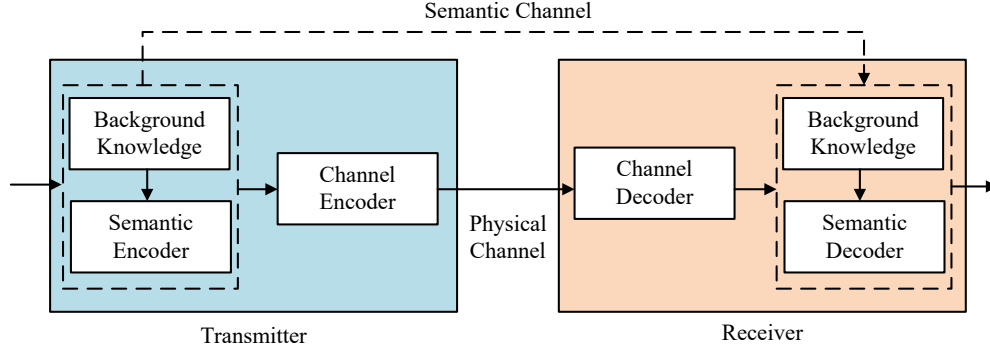 Semantic Channel
Background
Knowledge
Semantic
Encoder
Channel
Encoder
Physical
Channel
Channel
Decoder
Background
Knowledge
Semantic
Decoder
Transmitter
Receiver